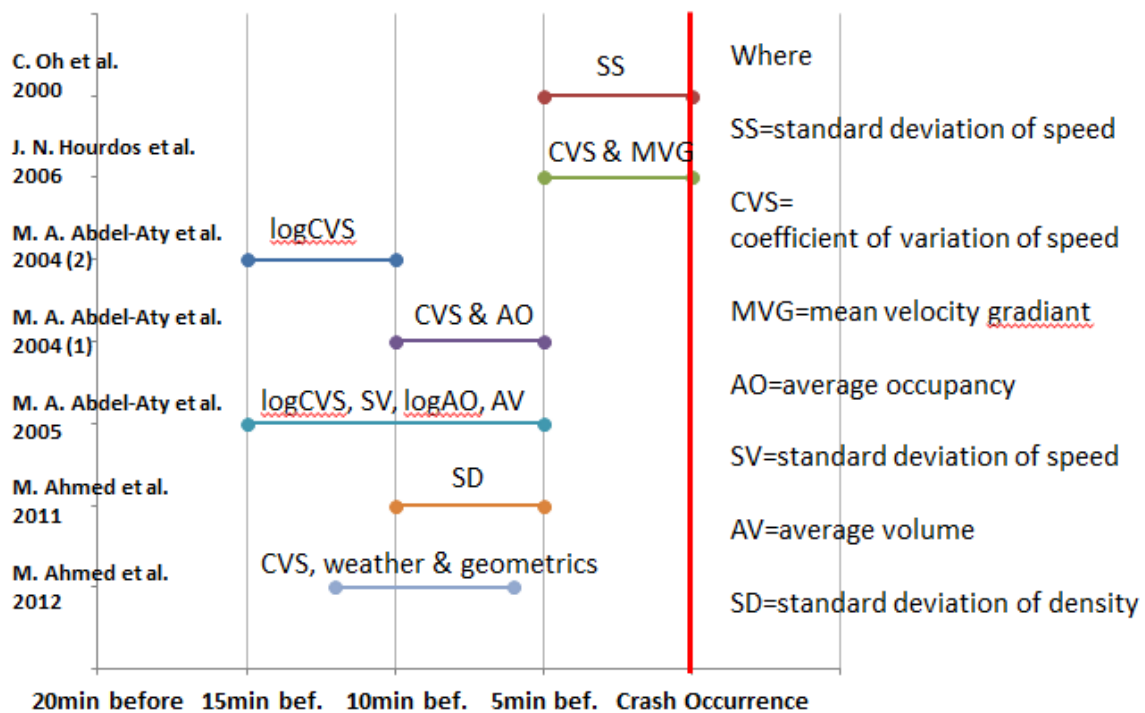 C. Oh et al.
2000
SS
J. N. Hourdos et al.
2006
CVS & MVG
M. A. Abdel-Aty et al.
2004 (2)
logCVS
M. A. Abdel-Aty et al.
2004 (1)
CVS & AO
M. A. Abdel-Aty et al.
2005
logCVS, SV, logAO, AV
M. Ahmed et al.
2011
SD
M. Ahmed et al.
2012
CVS, weather & geometrics
20min before
15min bef.
10min bef.
5min bef.
Crash Occurrence
Where
SS=standard deviation of speed
CVS=
coefficient of variation of speed
MVG=mean velocity gradiant
AO=average occupancy
SV=standard deviation of speed
AV=average volume
SD=standard deviation of density